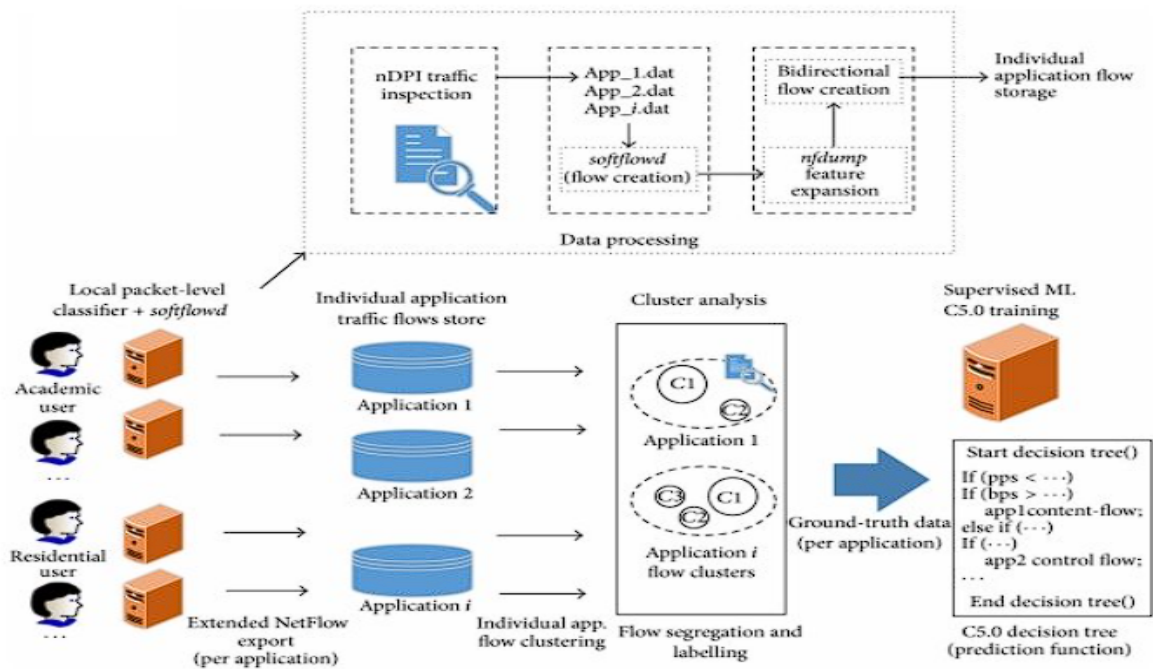 nDPI traffic
inspection
App_1.dat
App_2.dat
App_i.dat
softflowd
(flow creation)
Bidirectional
flow creation
nfdump
feature
expansion
Individual
application flow
storage
Data processing
Local packet-level
classifier + softflowd
Individual application
traffic flows store
Cluster analysis
Supervised ML
C5.0 training
Academic
user
...
Residential
user
...
Extended NetFlow
export
(per application)
Application 1
Application 2
Application i
Individual app.
flow clustering
C1
C2
Application 1
C3
C1
C2
Application i
flow clusters
Flow segregation and
labelling
Ground-truth data
(per application)
Start decision tree()
If (pps < ···)
If (bps > ···)
app1content-flow;
else if (···)
If (···)
app2 control flow;
...
End decision tree()
C5.0 decision tree
(prediction function)